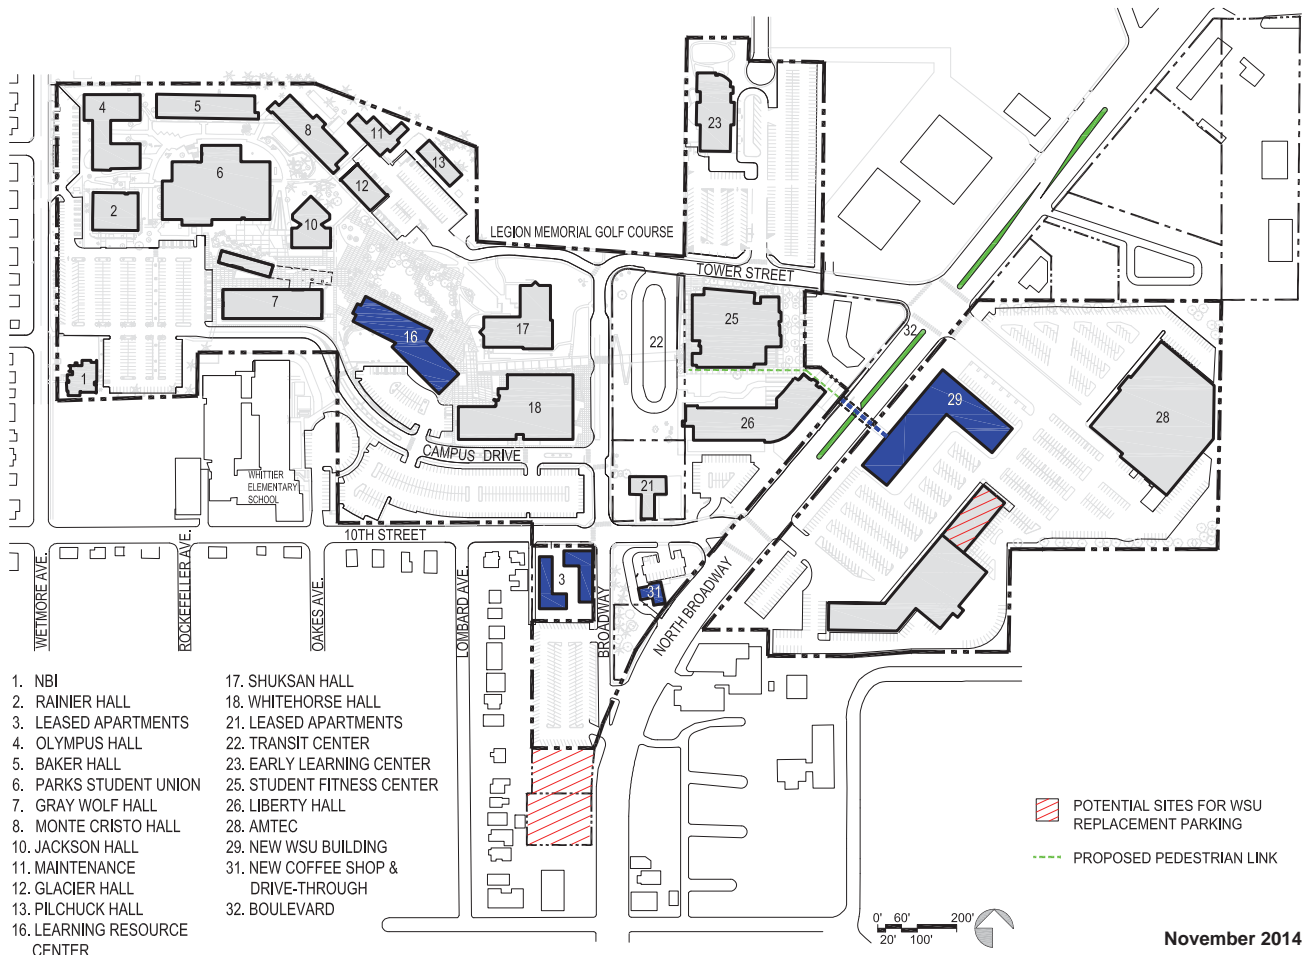 4
5
8
11
13
23
6
12
2
10
LEGION MEMORIAL GOLF COURSE
TOWER STREET
7
25
32
16
17
22
1
29
28
18
26
CAMPUS DRIVE
WHITTIER
ELEMENTARY
SCHOOL
21
10TH STREET
3
31
WETMORE AVE.
ROCKEFELLER AVE.
OAKES AVE.
LOMBARD AVE.
BROADWAY
NORTH BROADWAY
1. NBI
2. RAINIER HALL
3. LEASED APARTMENTS
4. OLYMPUS HALL
5. BAKER HALL
6. PARKS STUDENT UNION
7. GRAY WOLF HALL
8. MONTE CRISTO HALL
10. JACKSON HALL
11. MAINTENANCE
12. GLACIER HALL
13. PILCHUCK HALL
16. LEARNING RESOURCE
CENTER
17. SHUKSAN HALL
18. WHITEHORSE HALL
21. LEASED APARTMENTS
22. TRANSIT CENTER
23. EARLY LEARNING CENTER
25. STUDENT FITNESS CENTER
26. LIBERTY HALL
28. AMTEC
29. NEW WSU BUILDING
31. NEW COFFEE SHOP &
DRIVE-THROUGH
32. BOULEVARD
POTENTIAL SITES FOR WSU
REPLACEMENT PARKING
PROPOSED PEDESTRIAN LINK
0' 60' 200'
20' 100'
November 2014